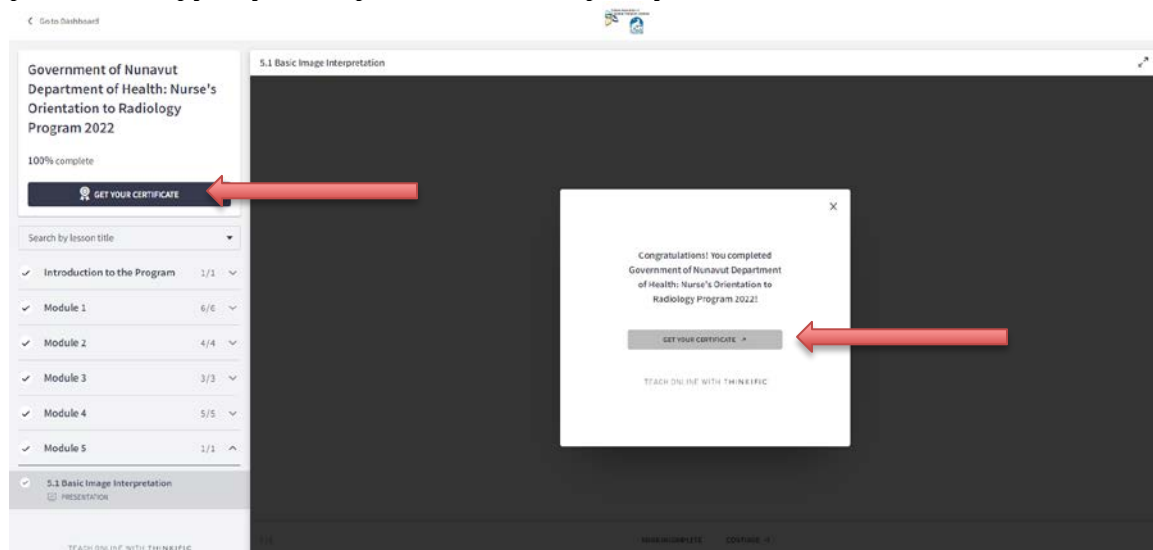 Go to Dashboard
Government of Nunavut
Department of Health: Nurse's
Orientation to Radiology
Program 2022
100% complete
GET YOUR CERTIFICATE
Search by lesson title
Introduction to the Program 1/1
Module 1 6/6
Module 2 4/4
Module 3 3/3
Module 4 5/5
Module 5 1/1
5.1 Basic Image Interpretation
PRESENTATION
TEACH ONLINE WITH THINKIFIC
5.1 Basic Image Interpretation
Congratulations! You completed
Government of Nunavut Department
of Health: Nurse's Orientation to
Radiology Program 2022!
GET YOUR CERTIFICATE
TEACH ONLINE WITH THINKIFIC
MARK INCOMPLETE CONTINUE